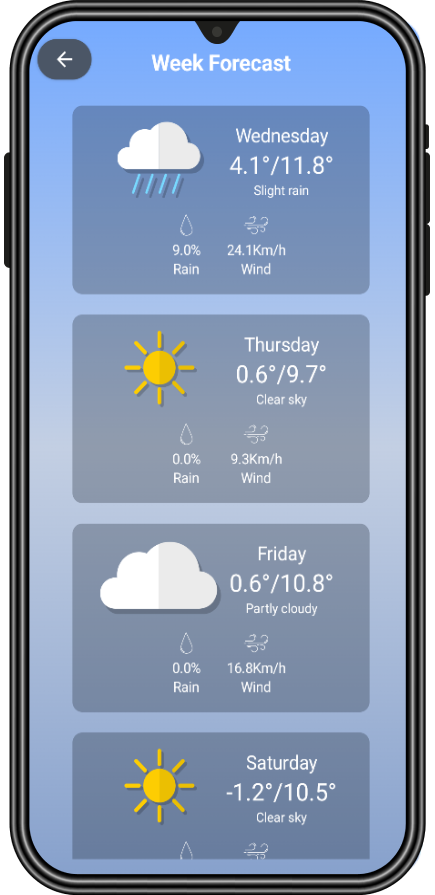 Week Forecast
Wednesday
4.1°/11.8°
Slight rain
9.0% 24.1Km/h
Rain Wind
Thursday
0.6°/9.7°
Clear sky
0.0% 9.3Km/h
Rain Wind
Friday
0.6°/10.8°
Partly cloudy
0.0% 16.8Km/h
Rain Wind
Saturday
-1.2°/10.5°
Clear sky